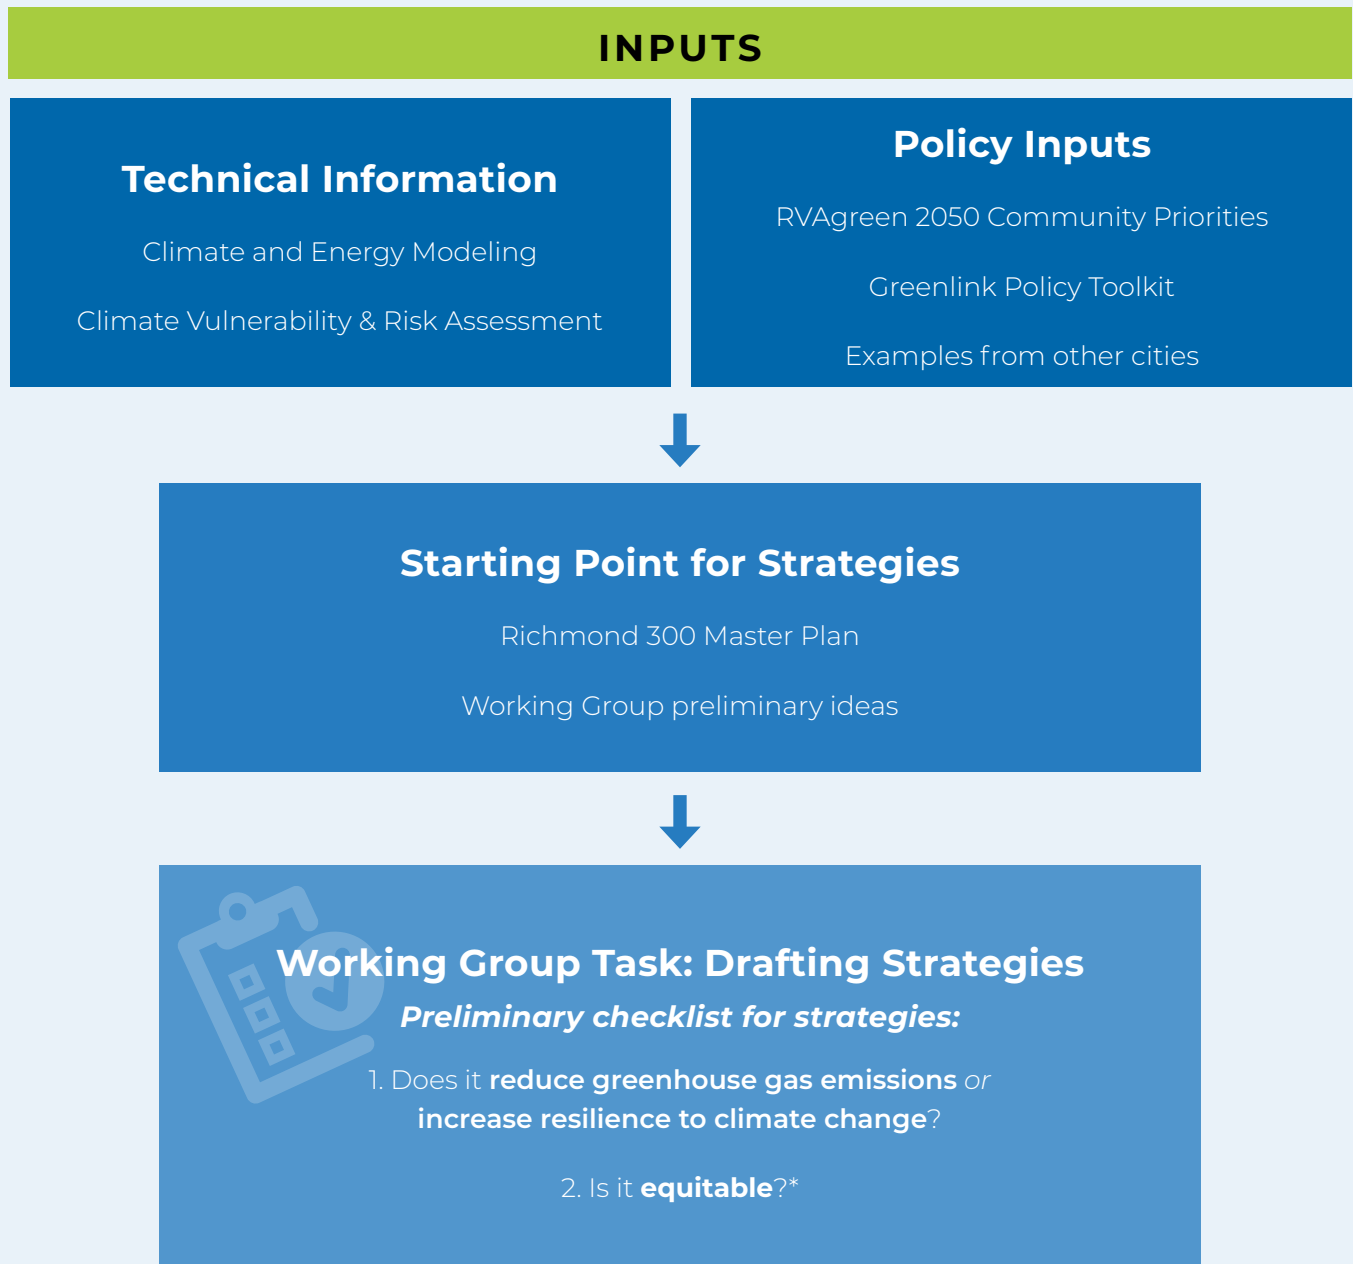 INPUTS
Technical Information
Climate and Energy Modeling
Climate Vulnerability & Risk Assessment
Policy Inputs
RVAgreen 2050 Community Priorities
Greenlink Policy Toolkit
Examples from other cities
Starting Point for Strategies
Richmond 300 Master Plan
Working Group preliminary ideas
Working Group Task: Drafting Strategies
Preliminary checklist for strategies:
1. Does it reduce greenhouse gas emissions or
increase resilience to climate change?
2. Is it equitable?*